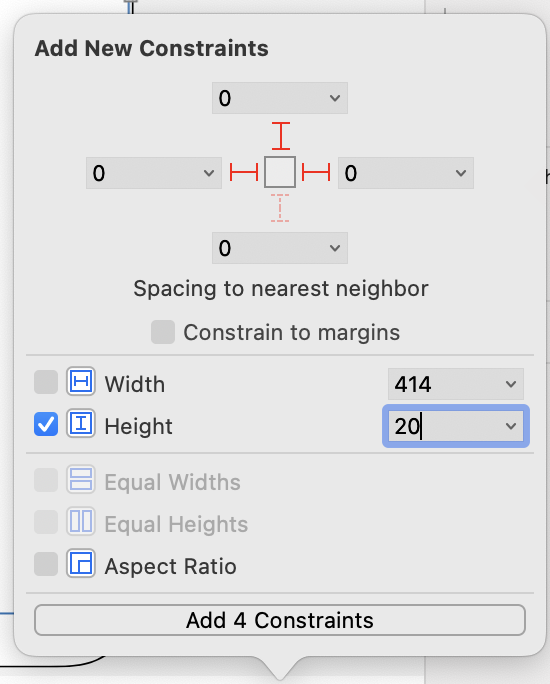 Add New Constraints
0
0 0
0
Spacing to nearest neighbor
Constrain to margins
Width 414
Height 20
Equal Widths
Equal Heights
Aspect Ratio
Add 4 Constraints